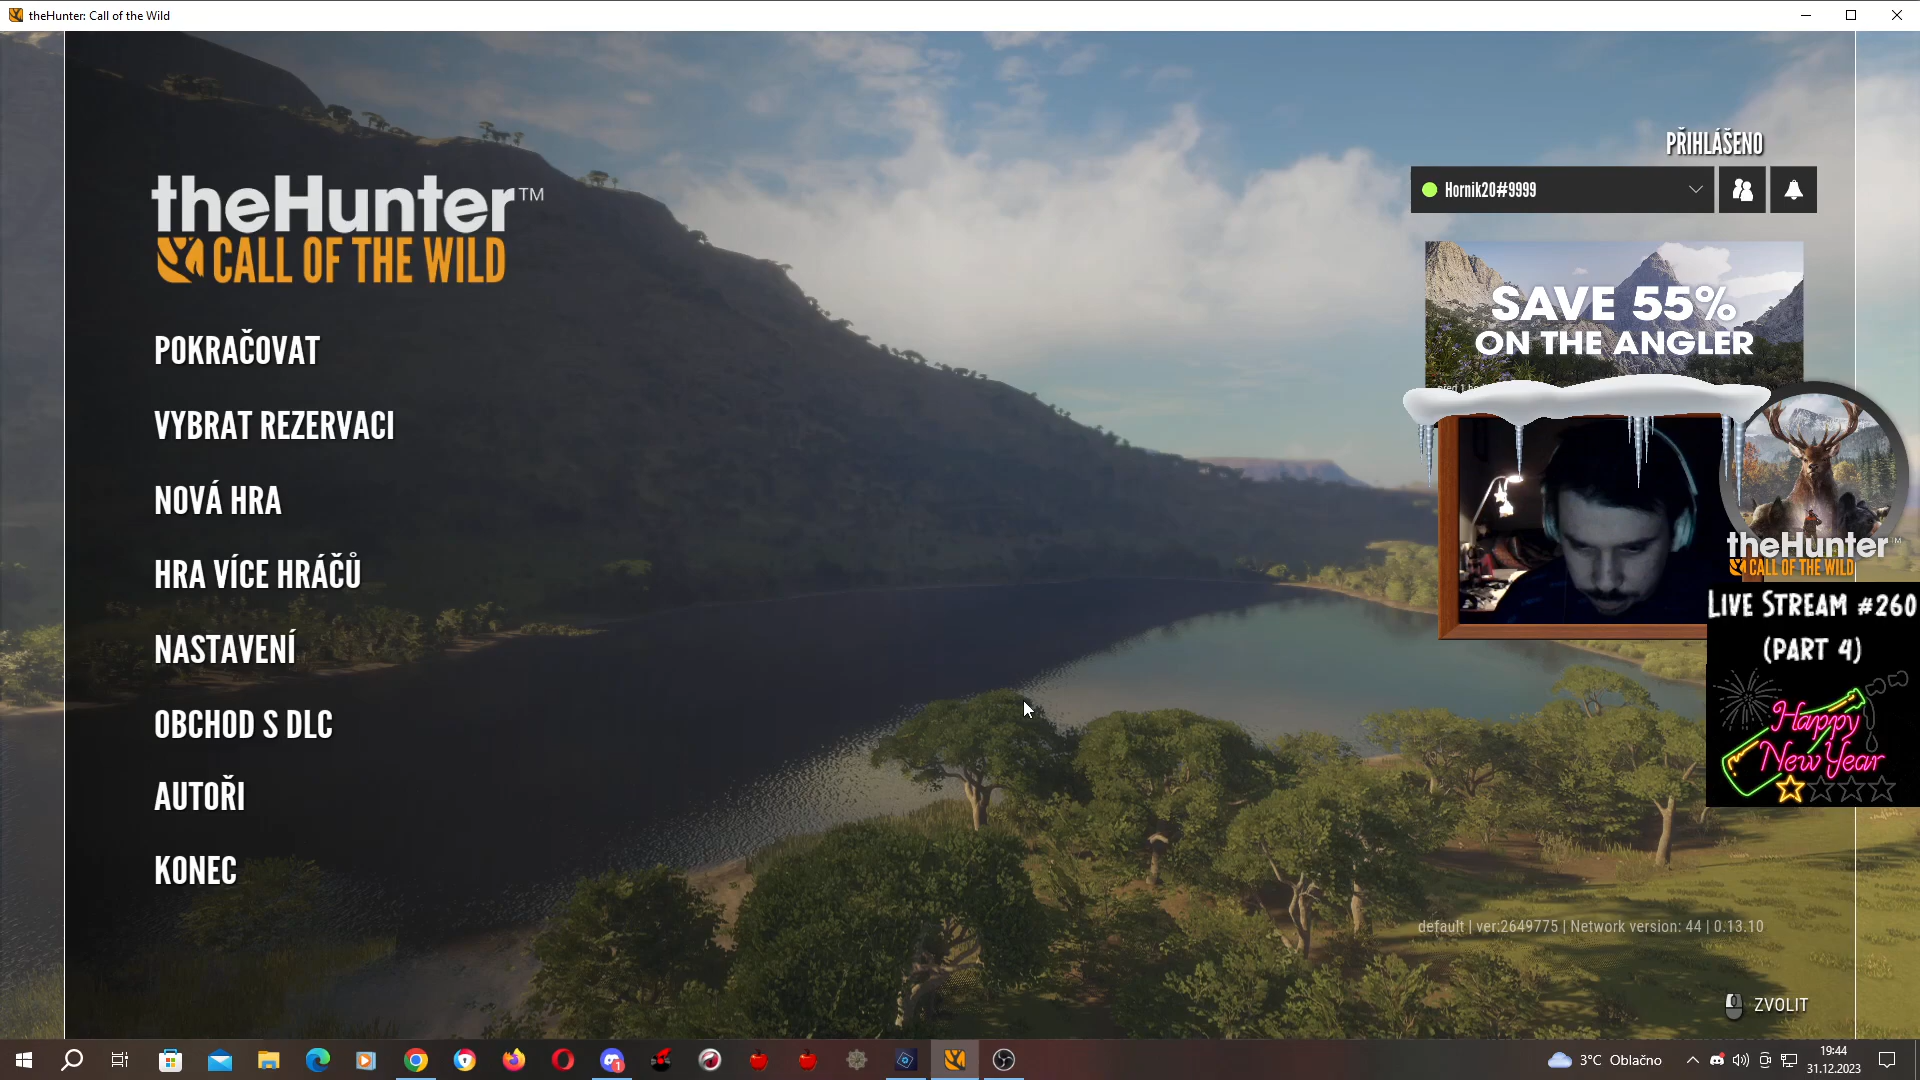 theHunter: Call of the Wild
PŘIHLÁŠENO
Hornik20#9999
theHunter™
CALL OF THE WILD
SAVE 55%
ON THE ANGLER
POKRAČOVAT
VYBRAT REZERVACI
NOVÁ HRA
HRA VÍCE HRÁČŮ
NASTAVENÍ
OBCHOD S DLC
AUTOŘI
KONEC
theHunter™
CALL OF THE WILD
LIVE STREAM #260
(PART 4)
Happy
New Year
default | ver:2649775 | Network version: 44 | 0.13.10
ZVOLIT
1
3°C Oblačno
19:44
31.12.2023